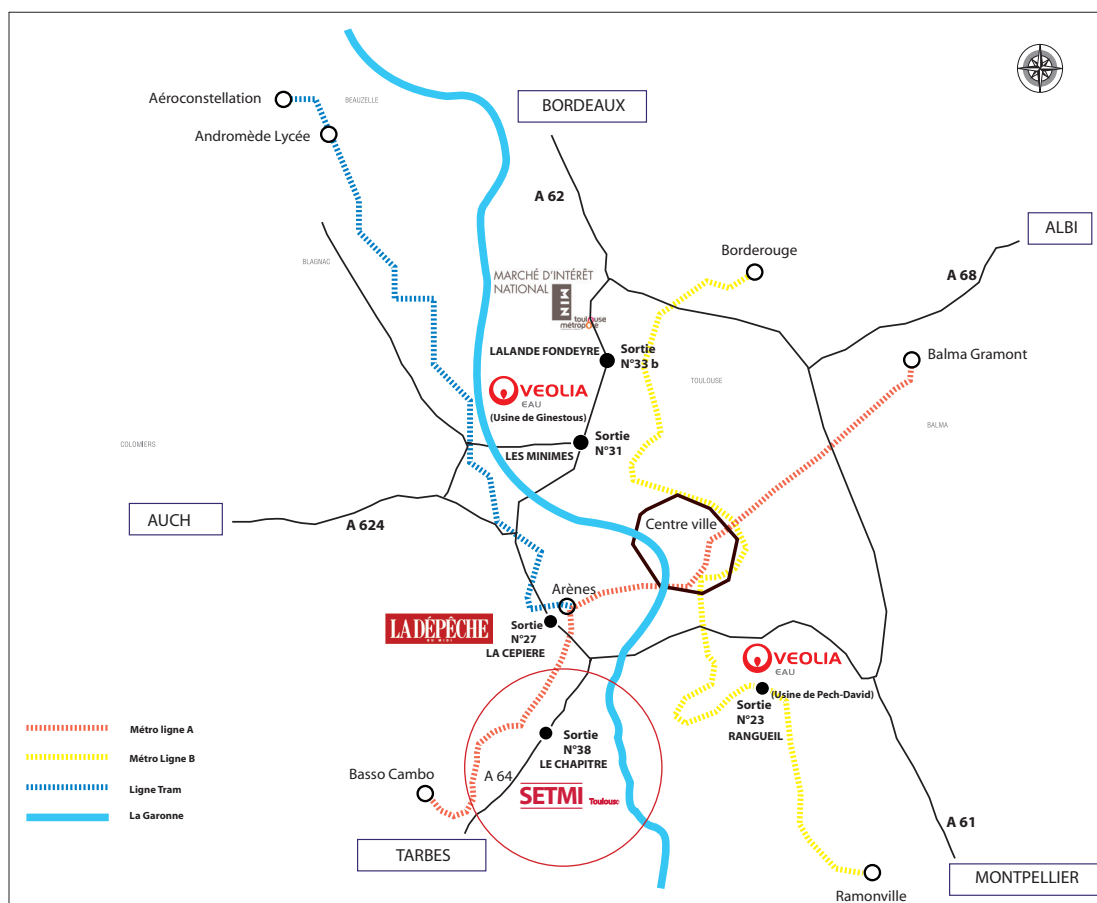 BORDEAUX
Aéroconstellation
BEAUZELLE
Andromède Lycée
A 62
ALBI
BLAGNAC
Borderouge
A 68
MARCHÉ D'INTÉRÊT
NATIONAL
MIN
toulouse
métropole
LALANDE FONDEYRE
Sortie
N°33 b
Balma Gramont
TOULOUSE
VEOLIA
EAU
(Usine de Ginestous)
BALMA
COLOMIERS
LES MINIMES
Sortie
N°31
AUCH
A 624
Centre ville
Arènes
LA DÉPÊCHE
DU MIDI
Sortie
N°27
LA CEPIERE
VEOLIA
EAU
(Usine de Pech-David)
Sortie
N°23
RANGUEIL
Métro ligne A
Métro Ligne B
Ligne Tram
La Garonne
Sortie
N°38
LE CHAPITRE
Basso Cambo
A 64
SETMI Toulouse
TARBES
A 61
MONTPELLIER
Ramonville